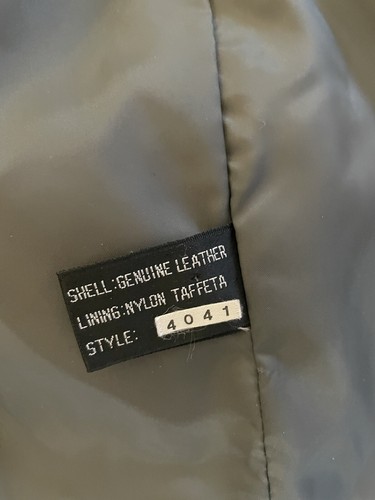 SHELL:GENUINE LEATHER
LINING:NYLON TAFFETA
STYLE: 4041